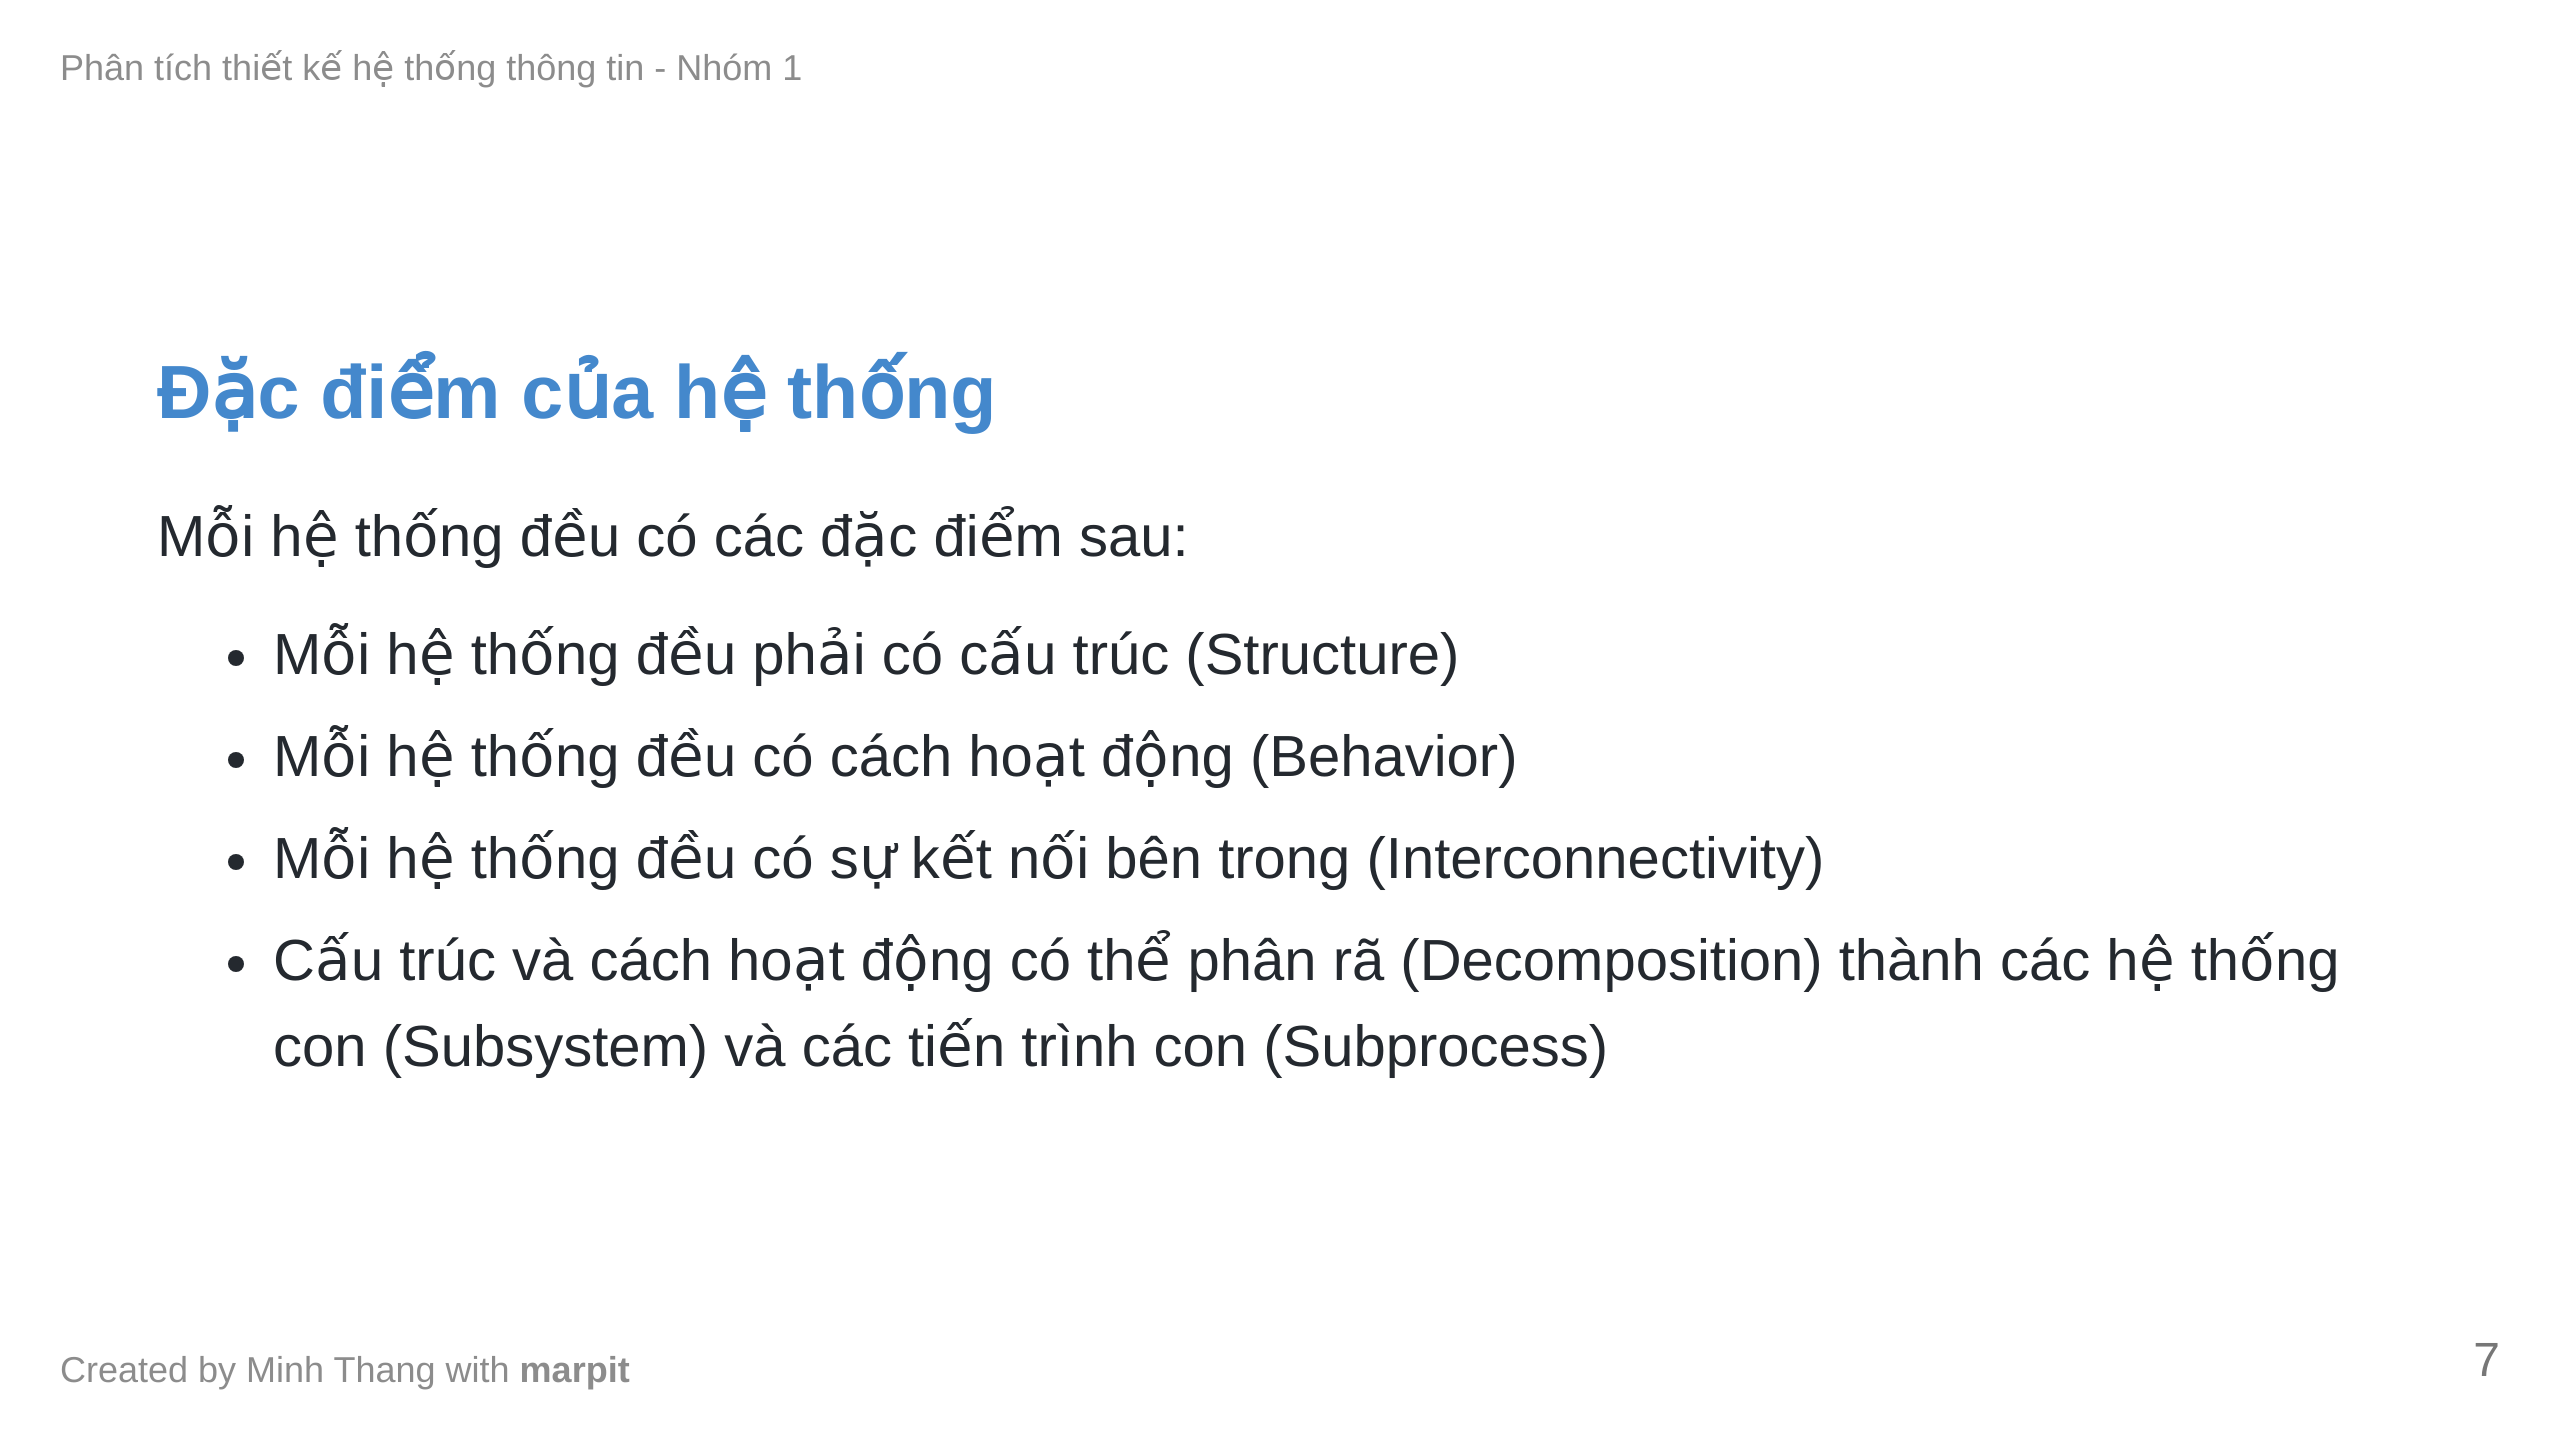 Phân tích thiết kế hệ thống thông tin - Nhóm 1
Đặc điểm của hệ thống
Mỗi hệ thống đều có các đặc điểm sau:
• Mỗi hệ thống đều phải có cấu trúc (Structure)
• Mỗi hệ thống đều có cách hoạt động (Behavior)
• Mỗi hệ thống đều có sự kết nối bên trong (Interconnectivity)
• Cấu trúc và cách hoạt động có thể phân rã (Decomposition) thành các hệ thống
con (Subsystem) và các tiến trình con (Subprocess)
Created by Minh Thang with marpit
7